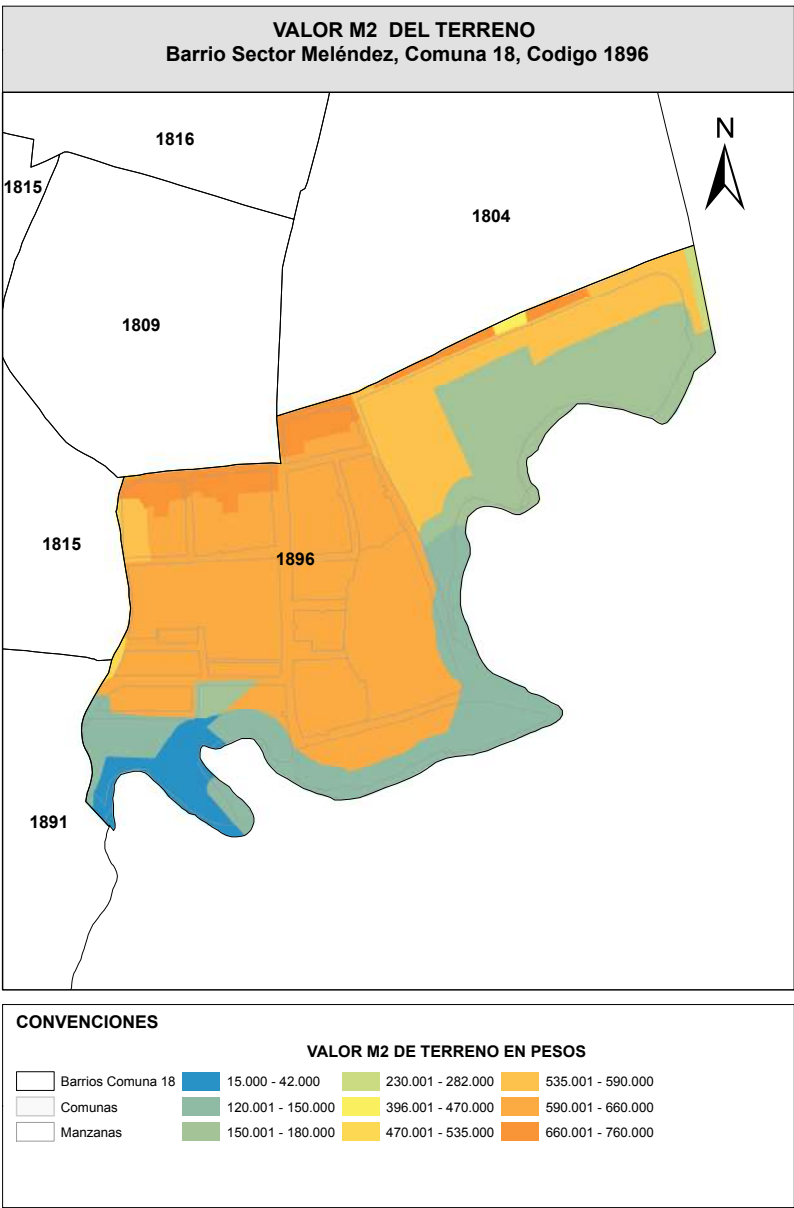 VALOR M2 DEL TERRENO
Barrio Sector Meléndez, Comuna 18, Codigo 1896
N
1816
1815
1804
1809
1815
1896
1891
CONVENCIONES
VALOR M2 DE TERRENO EN PESOS
Barrios Comuna 18 15.000 - 42.000 230.001 - 282.000 535.001 - 590.000
Comunas 120.001 - 150.000 396.001 - 470.000 590.001 - 660.000
Manzanas 150.001 - 180.000 470.001 - 535.000 660.001 - 760.000